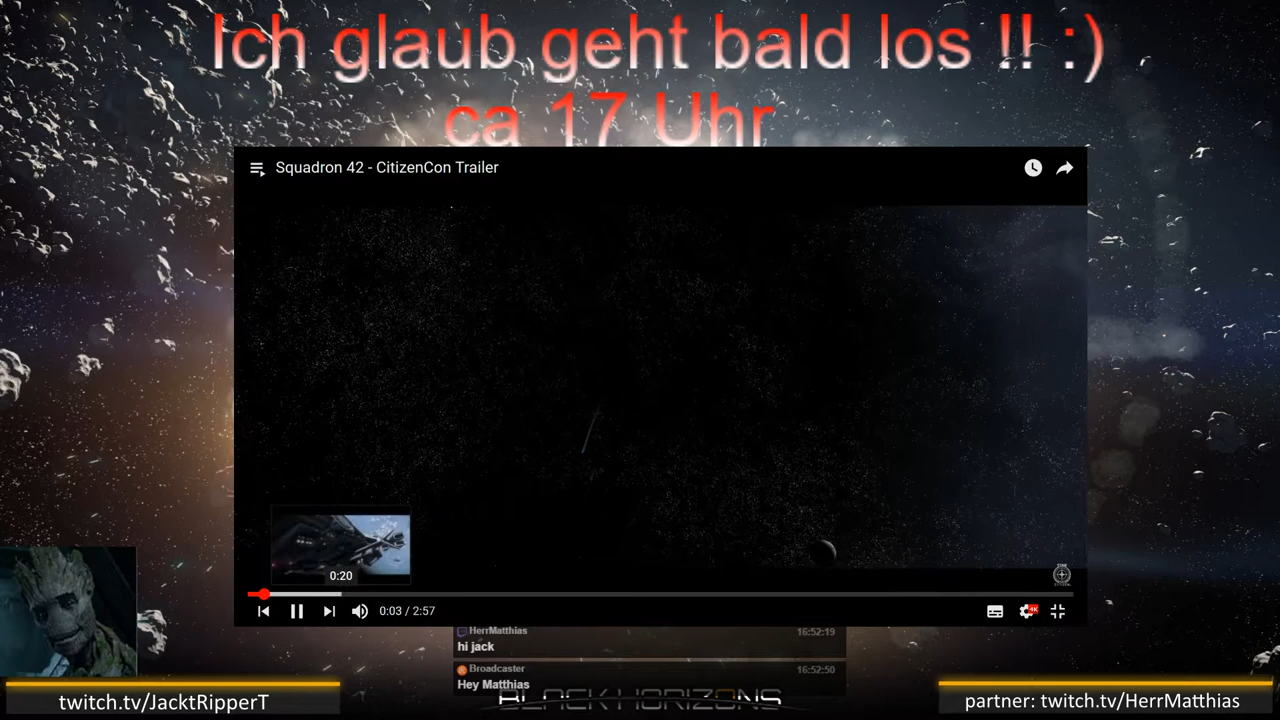 Ich glaub geht bald los !! :)
ca 17 Uhr
Squadron 42 - CitizenCon Trailer
0:20
0:03 / 2:57
4K
HerrMatthias 16:52:19
hi jack
Broadcaster 16:52:50
Hey Matthias
BLACK HORIZONS
twitch.tv/JacktRipperT
partner: twitch.tv/HerrMatthias